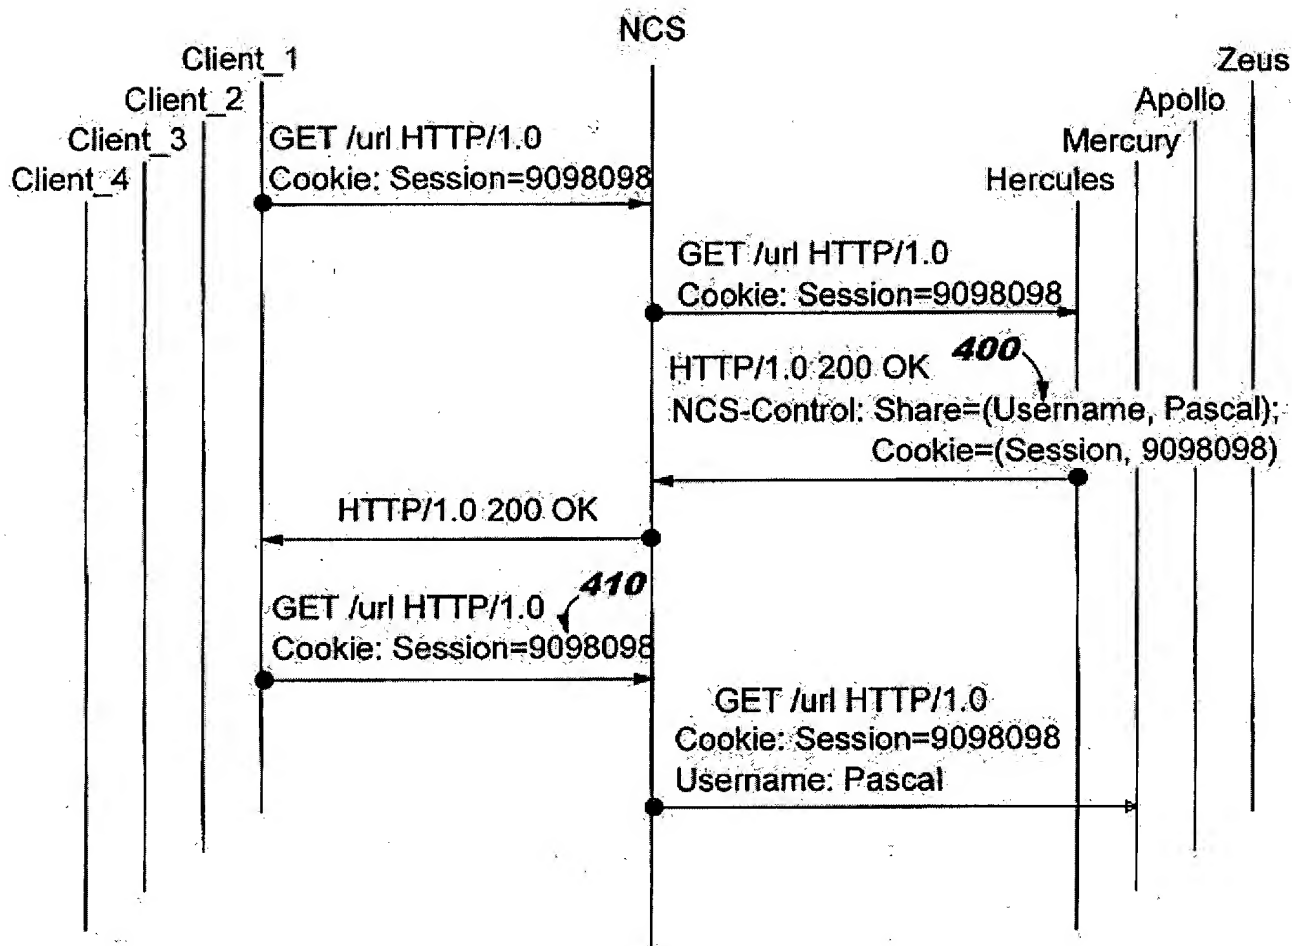 NCS
Client_1
Zeus
Client_2
Apollo
Client_3
Mercury
Client_4
Hercules
GET /url HTTP/1.0
Cookie: Session=9098098
GET /url HTTP/1.0
Cookie: Session=9098098
400
HTTP/1.0 200 OK
NCS-Control: Share=(Username, Pascal);
Cookie=(Session, 9098098)
HTTP/1.0 200 OK
410
GET /url HTTP/1.0
Cookie: Session=9098098
GET /url HTTP/1.0
Cookie: Session=9098098
Username: Pascal